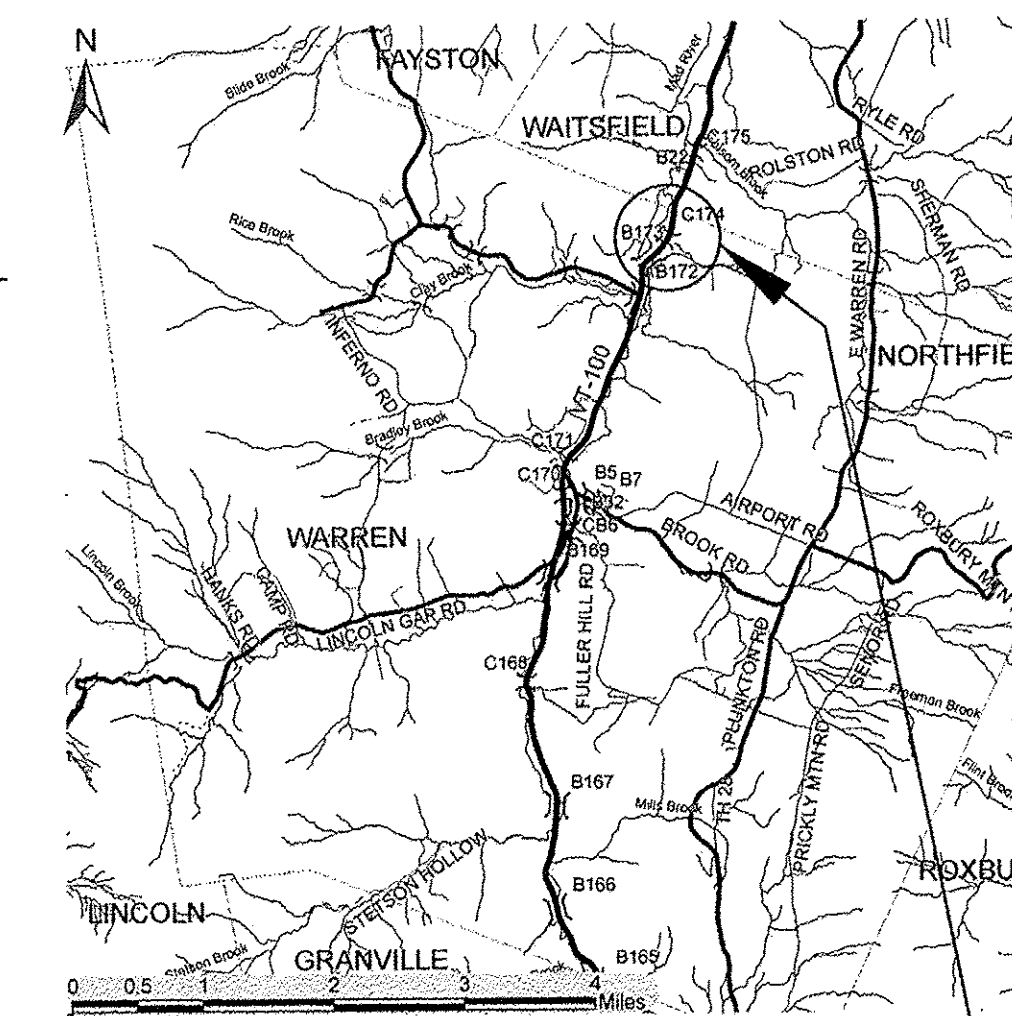 N
FAYSTON
Mad River
Slide Brook
RYLE RD
WAITSFIELD
C175
B22
Folsom Brook
ROLSTON RD
SHERMAN RD
C174
Rice Brook
B173
E WARREN RD
B172
Clay Brook
INFERNO RD
NORTHFIE
VT-100
Bradley Brook
C171
C170
B5
B7
B32
AIRPORT RD
ROXBURY MTN
WARREN
CB6
BROOK RD
B169
Lincoln Brook
HANKS RD
CAMP RD
LINCOLN GAP RD
FULLER HILL RD
SENOR RD
PLUNKTON RD
C168
Freeman Brook
PRICKLY MTN RD
Flint Broo
B167
TH 28
Mills Brook
STETSON HOLLOW
B166
ROXBU
LINCOLN
Stetson Brook
GRANVILLE
B165
0 0.5 1 2 3 4
Miles